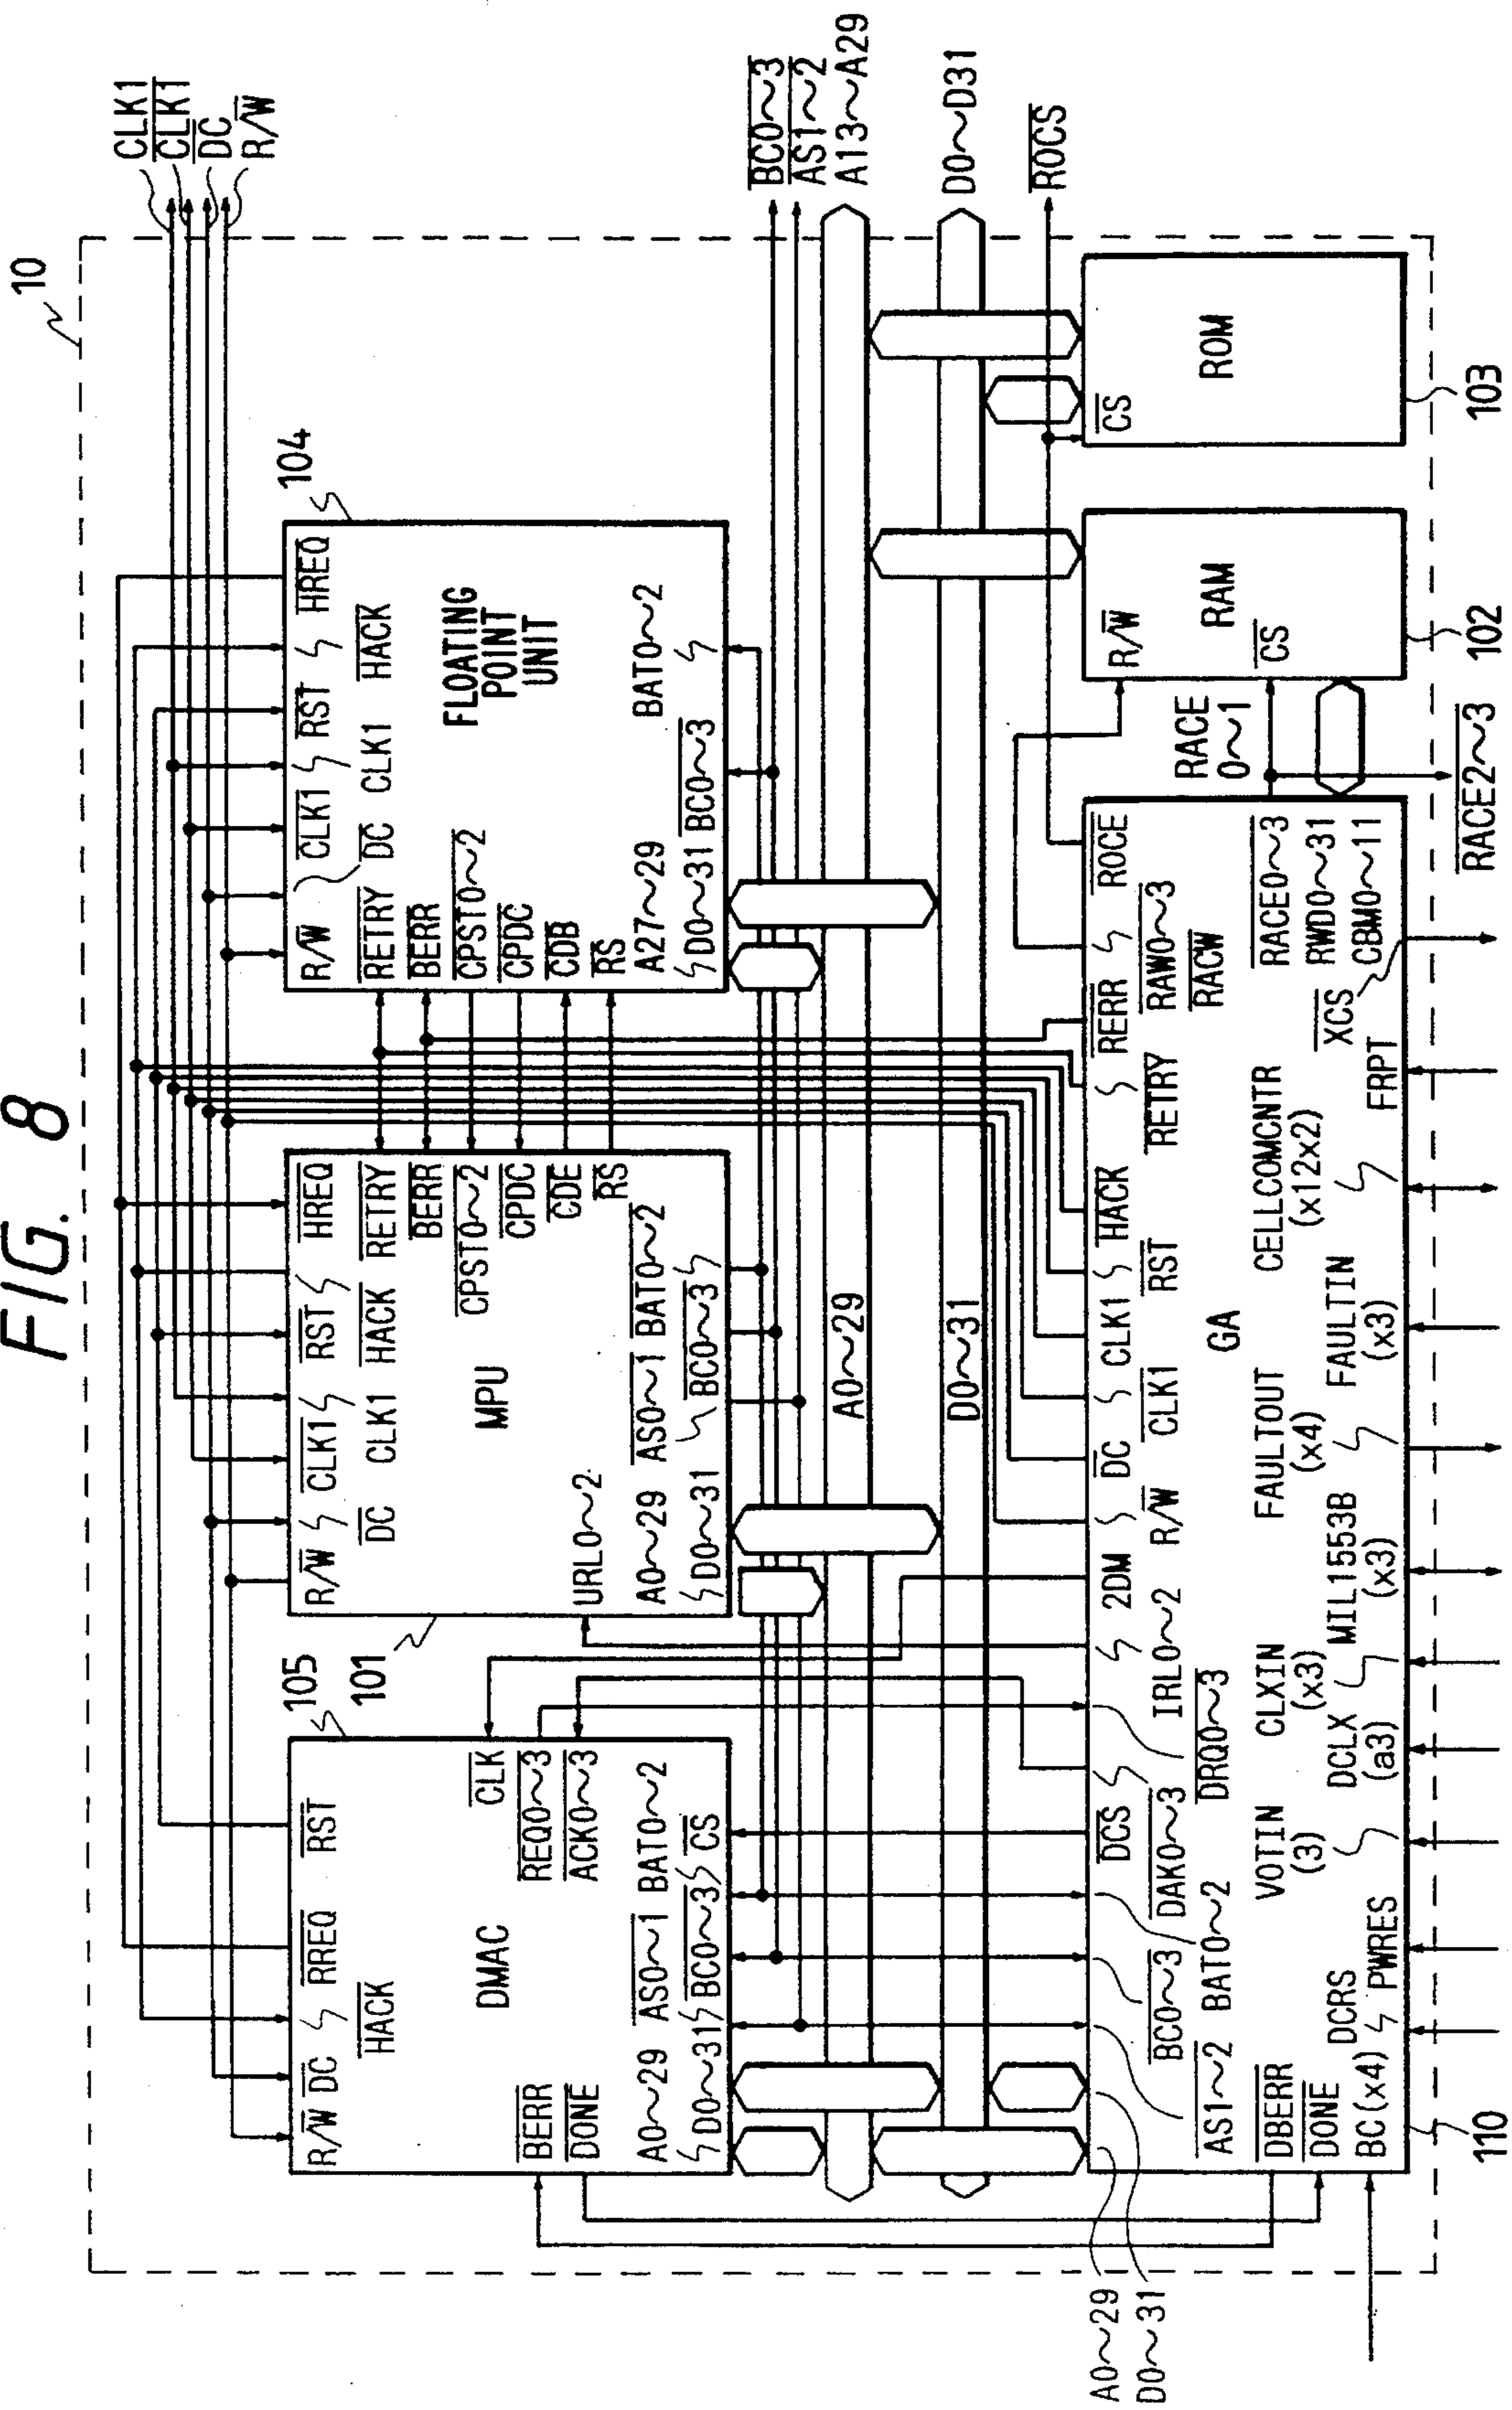 FIG. 8
10
CLK1
CLK1
DC
R/W
105
101
104
R/W
DC
HACK
RREQ
RST
DMAC
CLK
REQ0~3
ACK0~3
BERR
DONE
A0~29
D0~31
AS0~1
BC0~3
BAT0~2
CS
R/W
DC
CLK1
CLK1
RST
HACK
HREQ
RETRY
BERR
CPST0~2
CPDC
CDE
RS
MPU
URL0~2
A0~29
D0~31
AS0~1
BC0~3
BAT0~2
R/W
DC
CLK1
CLK1
RST
HACK
HREQ
RETRY
BERR
CPST0~2
CPDC
CDB
RS
FLOATING
POINT
UNIT
A27~29
D0~31
BC0~3
BAT0~2
BC0~3
AS1~2
A13~A29
D0~D31
ROCS
A0~29
D0~31
A0~29
D0~31
AS1~2
BC0~3
BAT0~2
DAK0~3
DCS
DRQ0~3
IRL0~2
2DM
R/W
DC
CLK1
CLK1
RST
HACK
RETRY
RERR
RAW0~3
RACW
ROCE
DBERR
DONE
BC(x4)
DCRS
PWRES
VOTIN
(3)
DCLX
(a3)
CLXIN
(x3)
MIL1553B
(x3)
FAULTOUT
(x4)
FAULTIN
(x3)
GA
CELLCOMCNTR
(x12x2)
FRPT
XCS
RACE0~3
RWD0~31
CBM0~11
110
RACE
0~1
RACE2~3
R/W
RAM
CS
102
CS
ROM
103